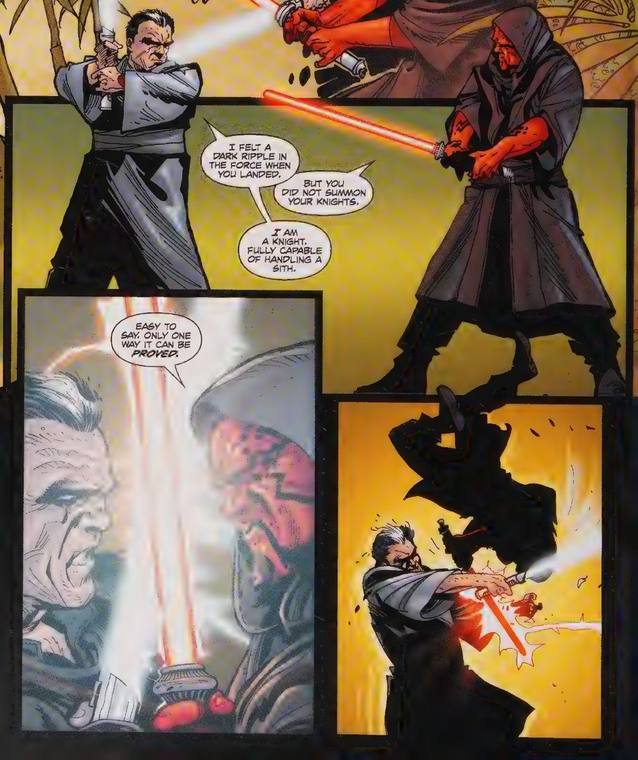 I FELT A
DARK RIPPLE IN
THE FORCE WHEN
YOU LANDED.
BUT YOU
DID NOT SUMMON
YOUR KNIGHTS.
I AM
A KNIGHT.
FULLY CAPABLE
OF HANDLING A
SITH.
EASY TO
SAY. ONLY ONE
WAY IT CAN BE
PROVED.